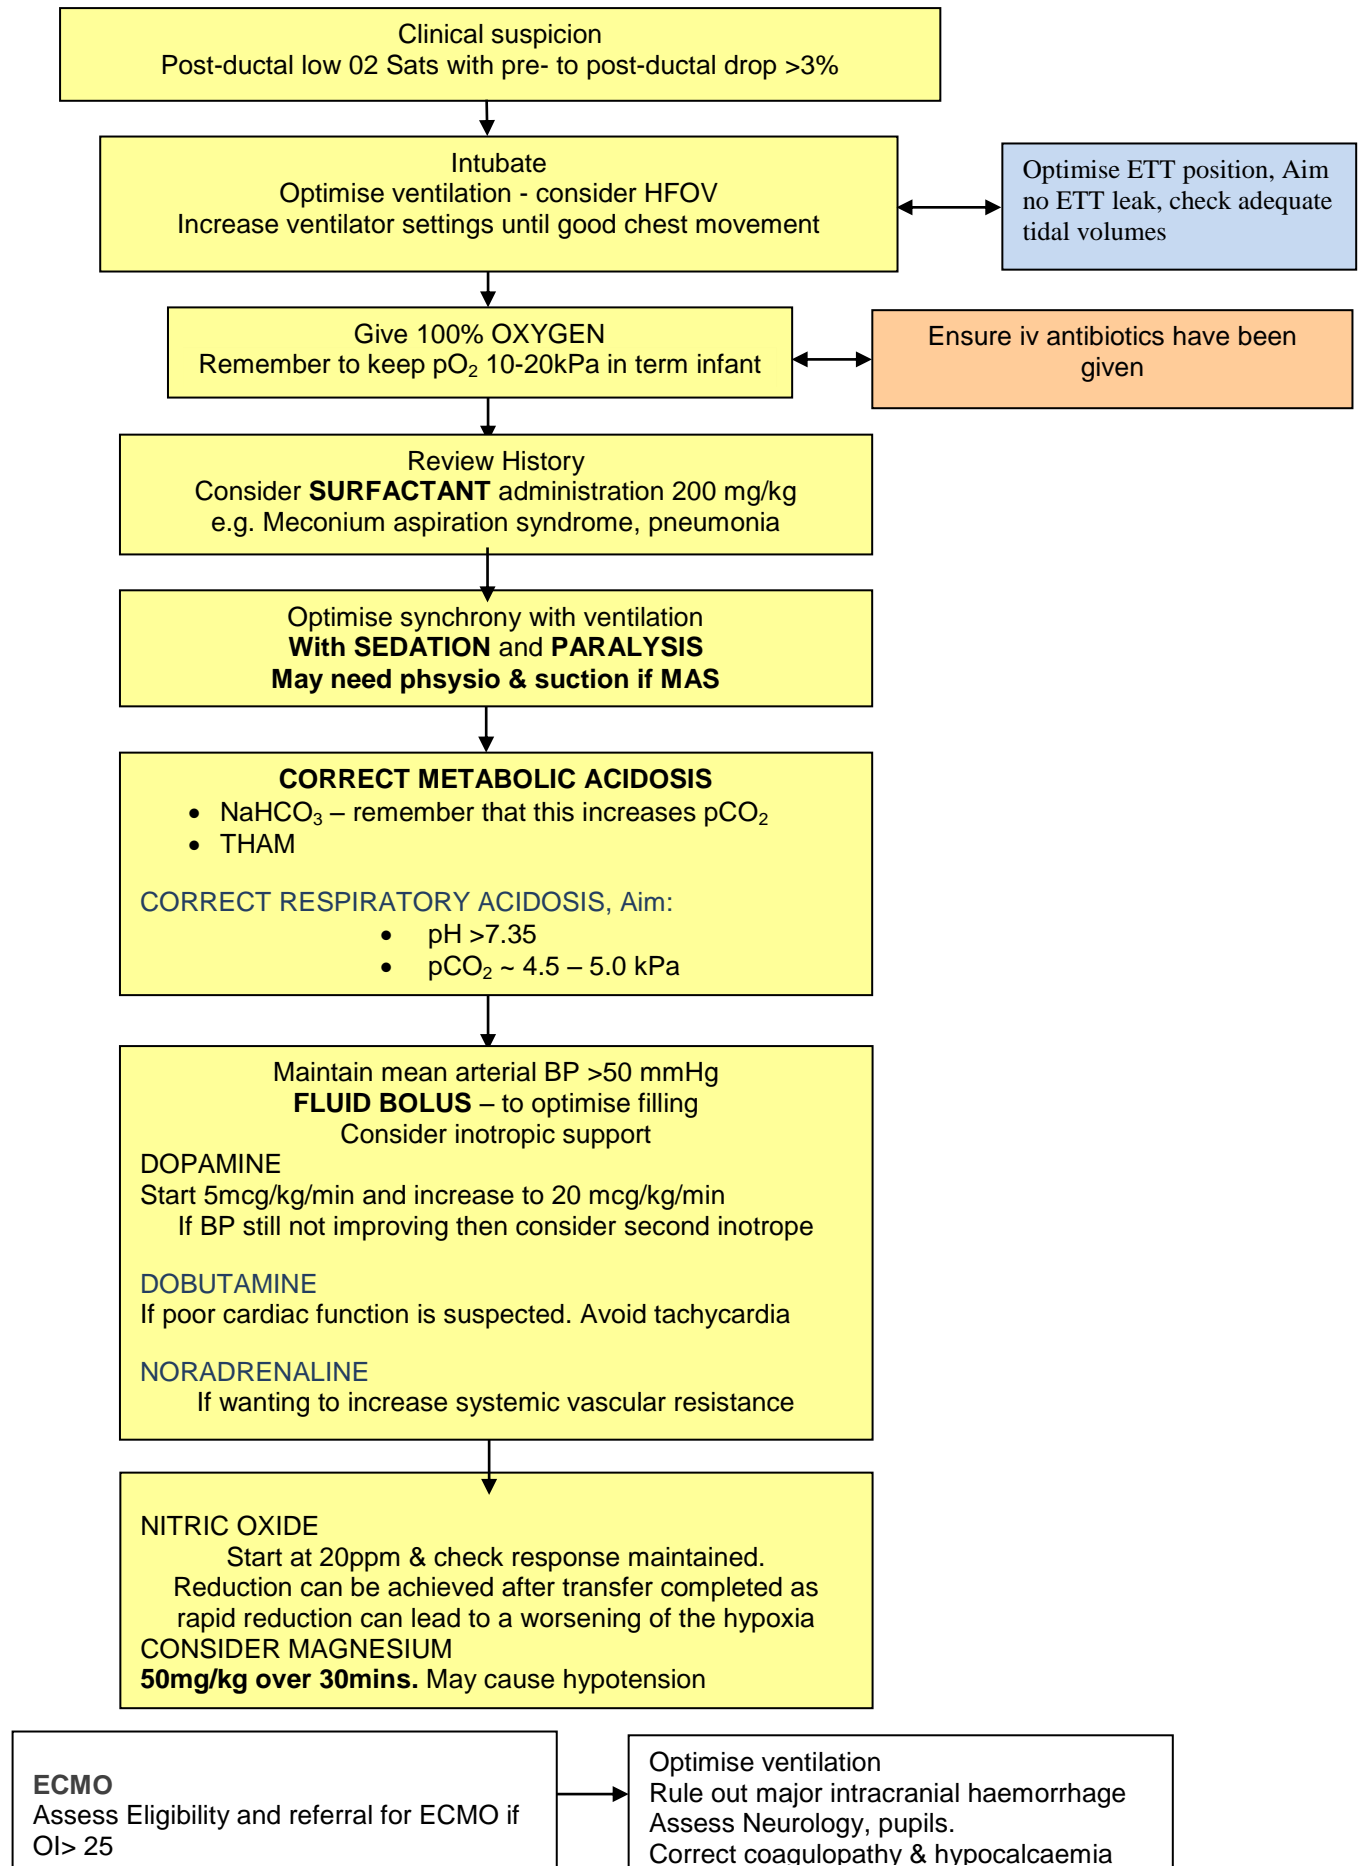 Clinical suspicion
Post-ductal low 02 Sats with pre- to post-ductal drop >3%
Intubate
Optimise ventilation - consider HFOV
Increase ventilator settings until good chest movement
Optimise ETT position, Aim
no ETT leak, check adequate
tidal volumes
Give 100% OXYGEN
Remember to keep pO₂ 10-20kPa in term infant
Ensure iv antibiotics have been
given
Review History
Consider SURFACTANT administration 200 mg/kg
e.g. Meconium aspiration syndrome, pneumonia
Optimise synchrony with ventilation
With SEDATION and PARALYSIS
May need phsysio & suction if MAS
CORRECT METABOLIC ACIDOSIS
• NaHCO₃ – remember that this increases pCO₂
• THAM
CORRECT RESPIRATORY ACIDOSIS, Aim:
• pH >7.35
• pCO₂ ~ 4.5 – 5.0 kPa
Maintain mean arterial BP >50 mmHg
FLUID BOLUS – to optimise filling
Consider inotropic support
DOPAMINE
Start 5mcg/kg/min and increase to 20 mcg/kg/min
If BP still not improving then consider second inotrope
DOBUTAMINE
If poor cardiac function is suspected. Avoid tachycardia
NORADRENALINE
If wanting to increase systemic vascular resistance
NITRIC OXIDE
Start at 20ppm & check response maintained.
Reduction can be achieved after transfer completed as
rapid reduction can lead to a worsening of the hypoxia
CONSIDER MAGNESIUM
50mg/kg over 30mins. May cause hypotension
ECMO
Assess Eligibility and referral for ECMO if
OI> 25
Optimise ventilation
Rule out major intracranial haemorrhage
Assess Neurology, pupils.
Correct coagulopathy & hypocalcaemia